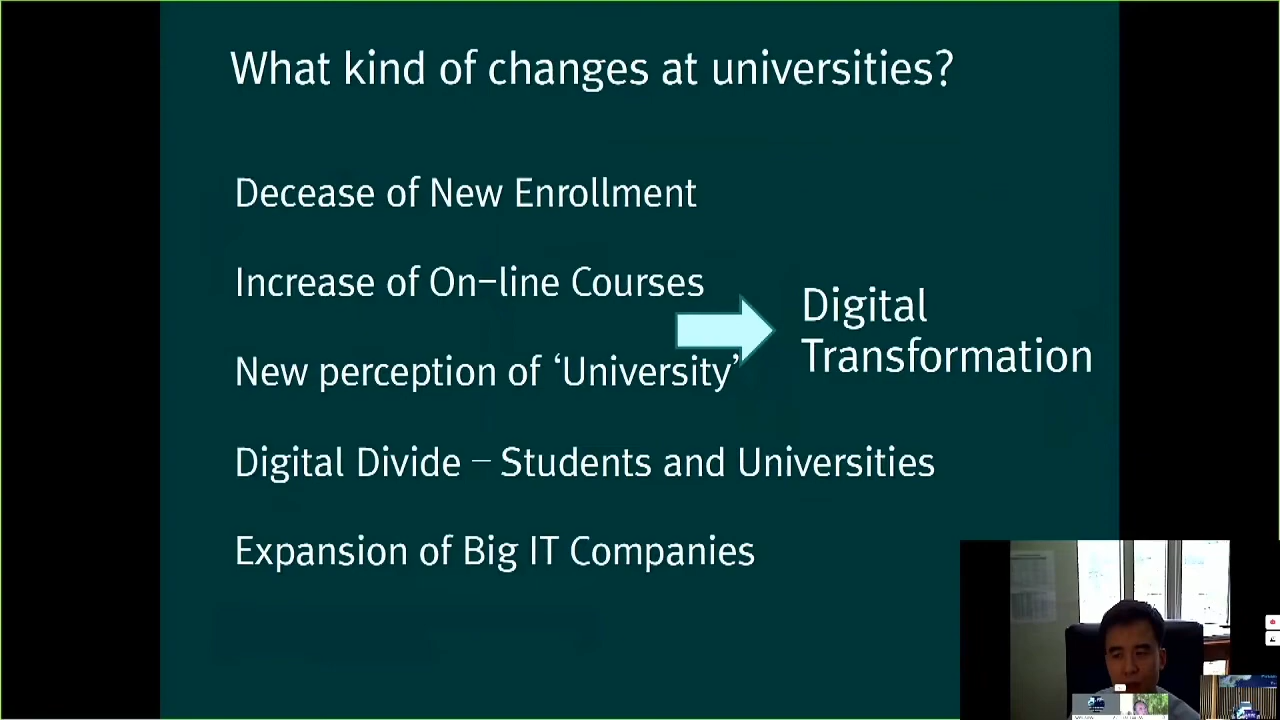 What kind of changes at universities?
Decease of New Enrollment
Increase of On-line Courses
Digital
Transformation
New perception of ‘University’
Digital Divide – Students and Universities
Expansion of Big IT Companies